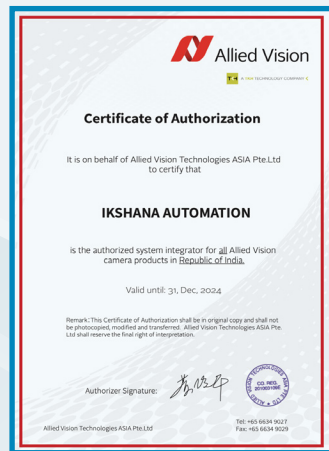 Allied Vision
A TKH TECHNOLOGY COMPANY
Certificate of Authorization
It is on behalf of Allied Vision Technologies ASIA Pte.Ltd
to certify that
IKSHANA AUTOMATION
is the authorized system integrator for all Allied Vision
camera products in Republic of India.
Valid until: 31, Dec, 2024
Remark: This Certificate of Authorization shall be in original copy and shall not
be photocopied, modified and transferred. Allied Vision Technologies ASIA Pte.
Ltd shall reserve the final right of interpretation.
Authorizer Signature:
CO. REG.
Allied Vision Technologies ASIA Pte.Ltd
Tel: +65 6634 9027
Fax: +65 6634 9029